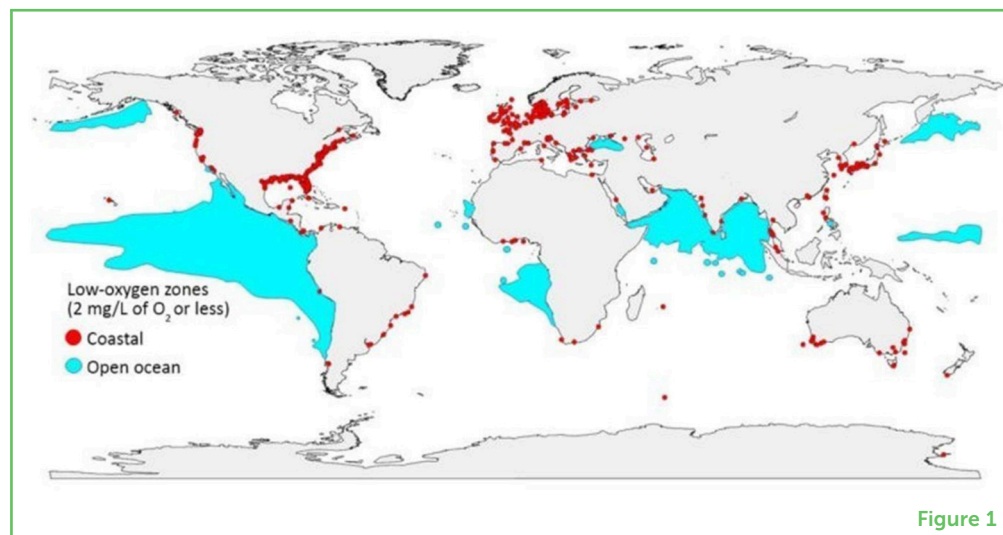 Low-oxygen zones
(2 mg/L of O₂ or less)
Coastal
Open ocean
Figure 1